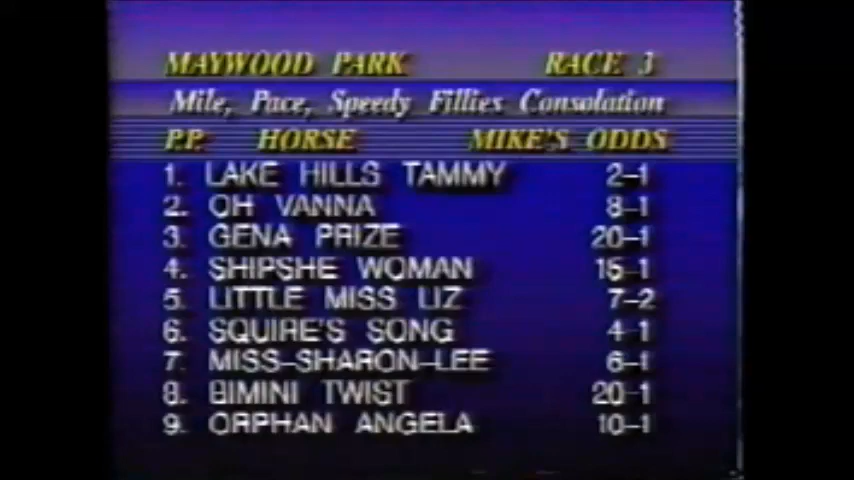 MAYWOOD PARK RACE 3
Mile, Pace, Speedy Fillies Consolation
P.P. HORSE MIKE'S ODDS
1. LAKE HILLS TAMMY 2-1
2. OH VANNA 8-1
3. GENA PRIZE 20-1
4. SHIPSHE WOMAN 15-1
5. LITTLE MISS LIZ 7-2
6. SQUIRE'S SONG 4-1
7. MISS-SHARON-LEE 6-1
8. BIMINI TWIST 20-1
9. ORPHAN ANGELA 10-1